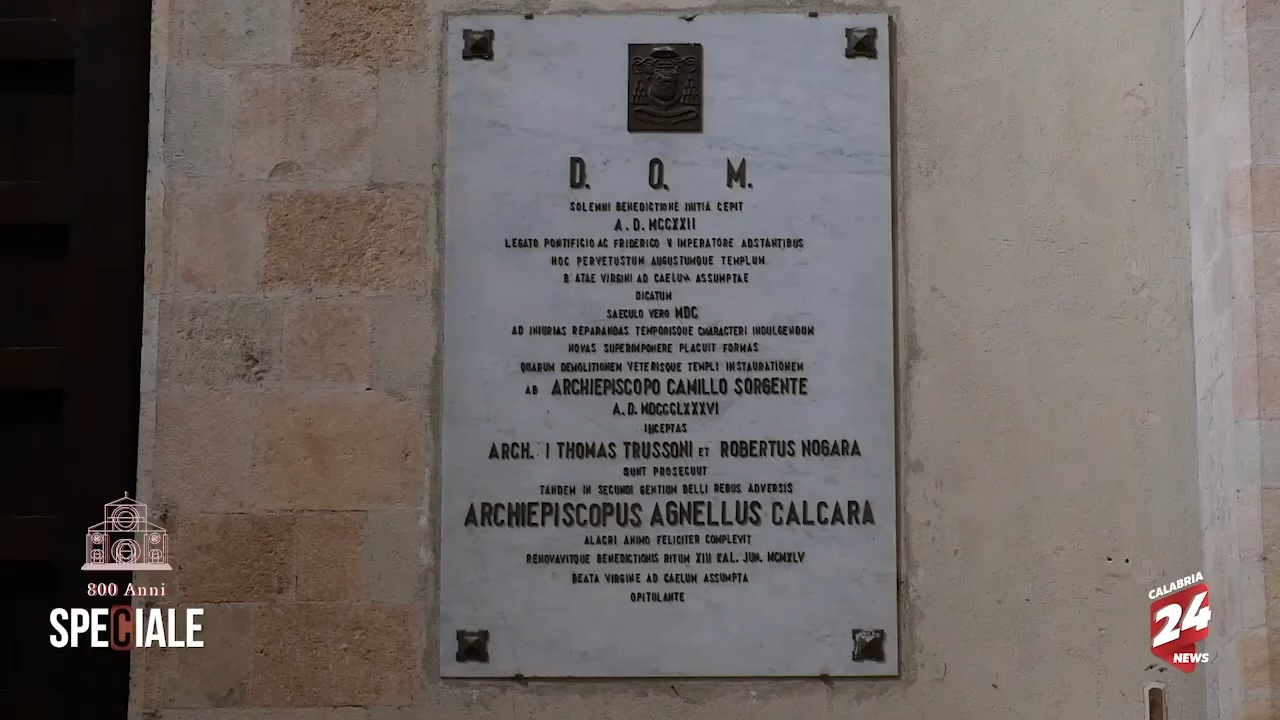 D. O. M.
SOLEMNI BENEDICTIONE INITIA CEPIT
A. D. MCCXXII
LEGATO PONTIFICIO AC FRIDERICO II IMPERATORE ADSTANTIBUS
HOC PERVETUSTUM AUGUSTUMQUE TEMPLUM
B ATAE VIRGINI AD CAELUM ASSUMPTAE
DICATUM
SAECULO VERO MDC
AD INIURIAS REPARANDAS TEMPORISQUE CHARACTERI INDULGENDUM
NOVAS SUPERIMPONERE PLACUIT FORMAS
QUARUM DEMOLITIONEM VETERISQUE TEMPLI INSTAURATIONEM
AB ARCHIEPISCOPO CAMILLO SORGENTE
A. D. MDCCCLXXXVI
INCEPTAS
ARCH. I THOMAS TRUSSONI ET ROBERTUS NOGARA
SUNT PROSECUUT
TANDEM IN SECUNDI GENTIUM BELLI REBUS ADVERSIS
ARCHIEPISCOPUS AGNELLUS CALCARA
ALACRI ANIMO FELICITER COMPLEVIT
RENOVAVITQUE BENEDICTIONIS RITUM XIII KAL. JUN. MCMXLV
BEATA VIRGINE AD CAELUM ASSUMPTA
OPITULANTE
800 Anni
SPECIALE
CALABRIA
24
NEWS